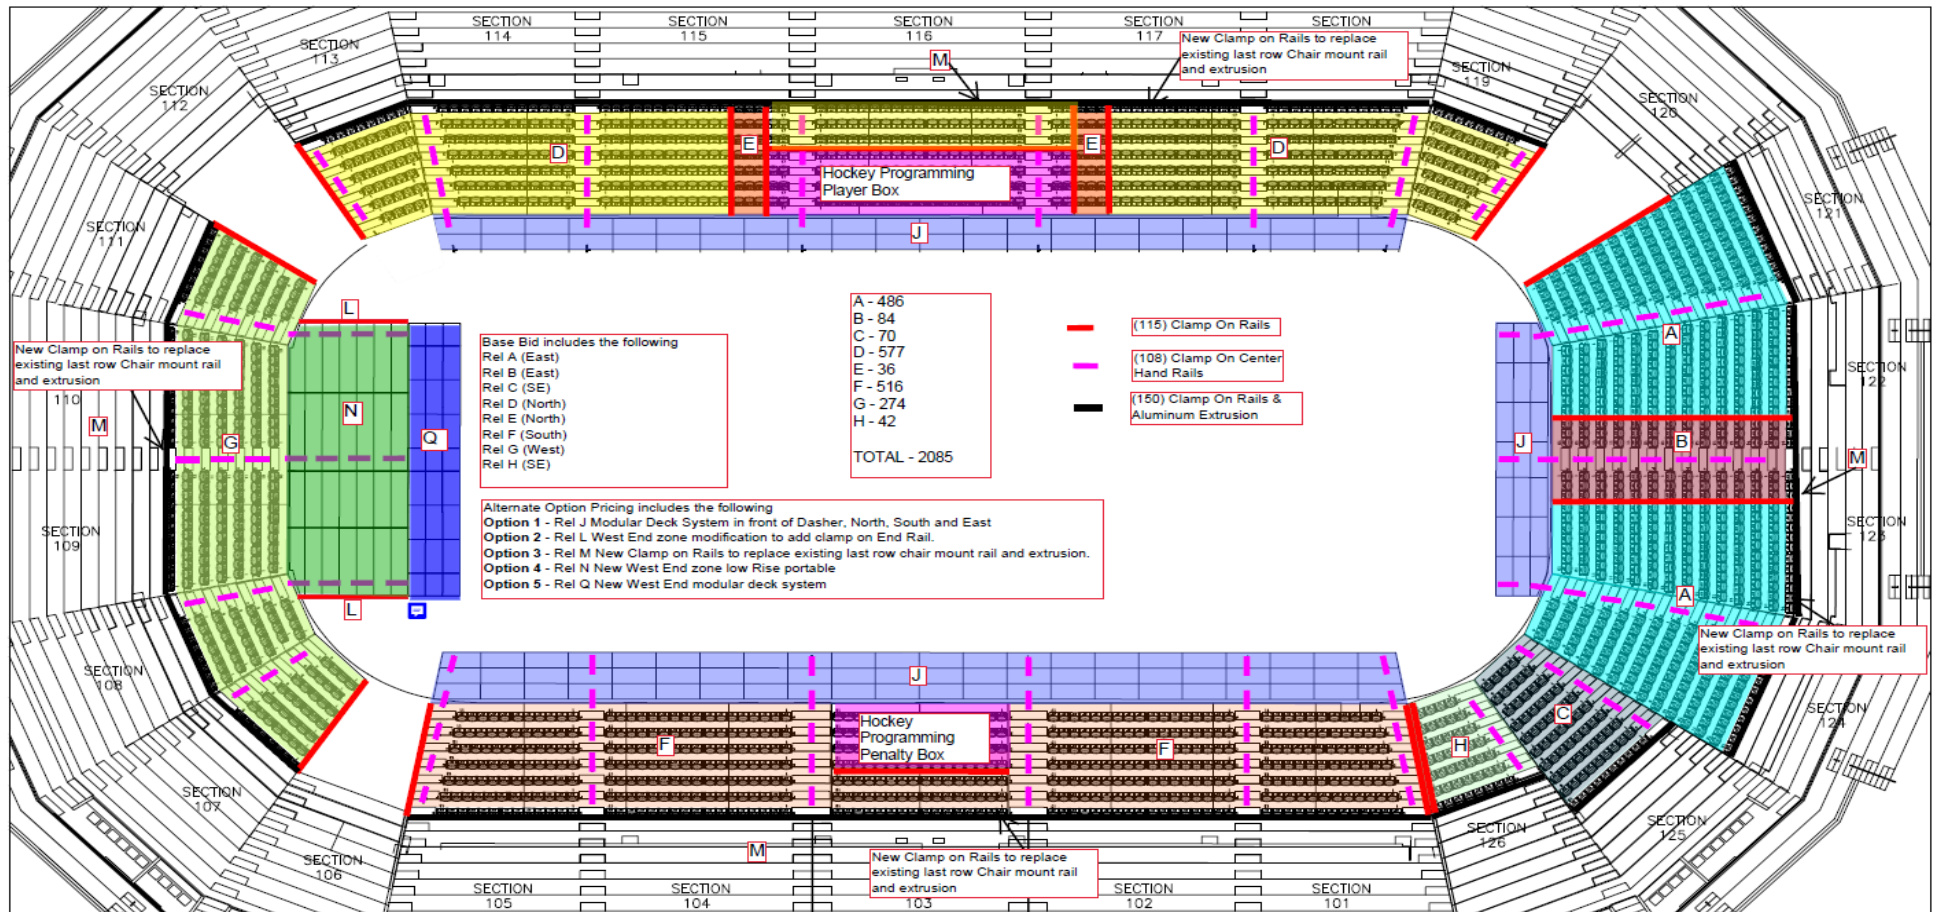 SECTION
114
SECTION
115
SECTION
116
SECTION
117
SECTION
101
SECTION
113
SECTION
112
SECTION
119
SECTION
120
SECTION
121
SECTION
111
M
New Clamp on Rails to replace
existing last row Chair mount rail
and extrusion
D
E
E
D
Hockey Programming
Player Box
J
L
New Clamp on Rails to replace
existing last row Chair mount rail
and extrusion
110
M
G
N
Q
Base Bid includes the following
Rel A (East)
Rel B (East)
Rel C (SE)
Rel D (North)
Rel E (North)
Rel F (South)
Rel G (West)
Rel H (SE)
A - 486
B - 84
C - 70
D - 577
E - 36
F - 516
G - 274
H - 42
TOTAL - 2085
(115) Clamp On Rails
(108) Clamp On Center
Hand Rails
(150) Clamp On Rails &
Aluminum Extrusion
A
SECTION
122
J
B
M
SECTION
123
SECTION
109
Alternate Option Pricing includes the following
Option 1 - Rel J Modular Deck System in front of Dasher, North, South and East
Option 2 - Rel L West End zone modification to add clamp on End Rail.
Option 3 - Rel M New Clamp on Rails to replace existing last row chair mount rail and extrusion.
Option 4 - Rel N New West End zone low Rise portable
Option 5 - Rel Q New West End modular deck system
L
A
New Clamp on Rails to replace
existing last row Chair mount rail
and extrusion
SECTION
108
J
SECTION
124
C
Hockey
Programming
Penalty Box
F
F
H
SECTION
107
SECTION
125
SECTION
126
SECTION
106
M
New Clamp on Rails to replace
existing last row Chair mount rail
and extrusion
SECTION
105
SECTION
104
103
SECTION
102
SECTION
101